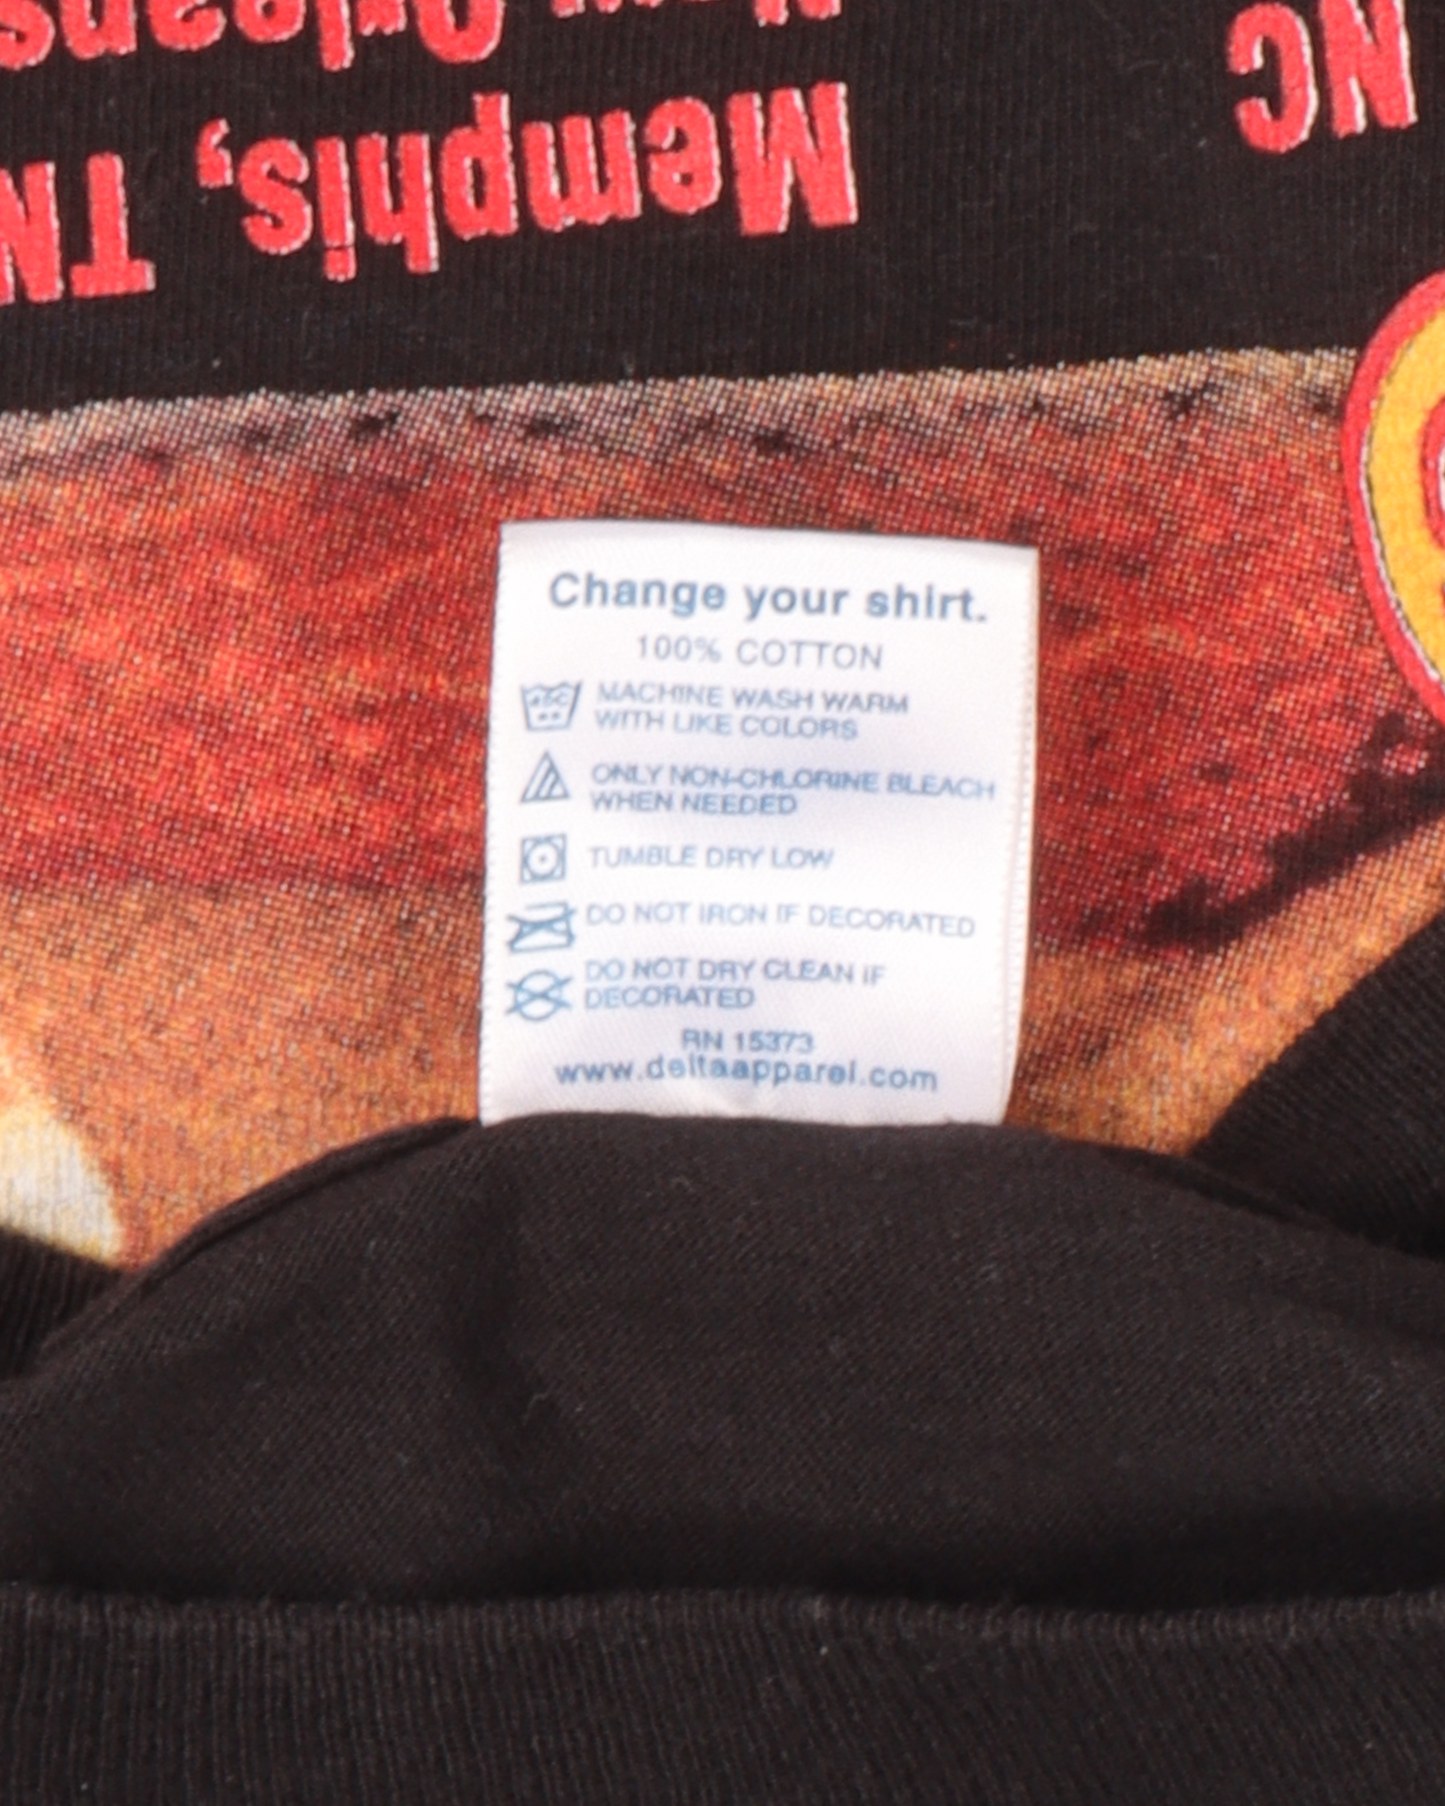 New Orleans
NC
Memphis, TN
Change your shirt.
100% COTTON
MACHINE WASH WARM
WITH LIKE COLORS
ONLY NON-CHLORINE BLEACH
WHEN NEEDED
TUMBLE DRY LOW
DO NOT IRON IF DECORATED
DO NOT DRY CLEAN IF
DECORATED
RN 15373
www.deltaapparel.com